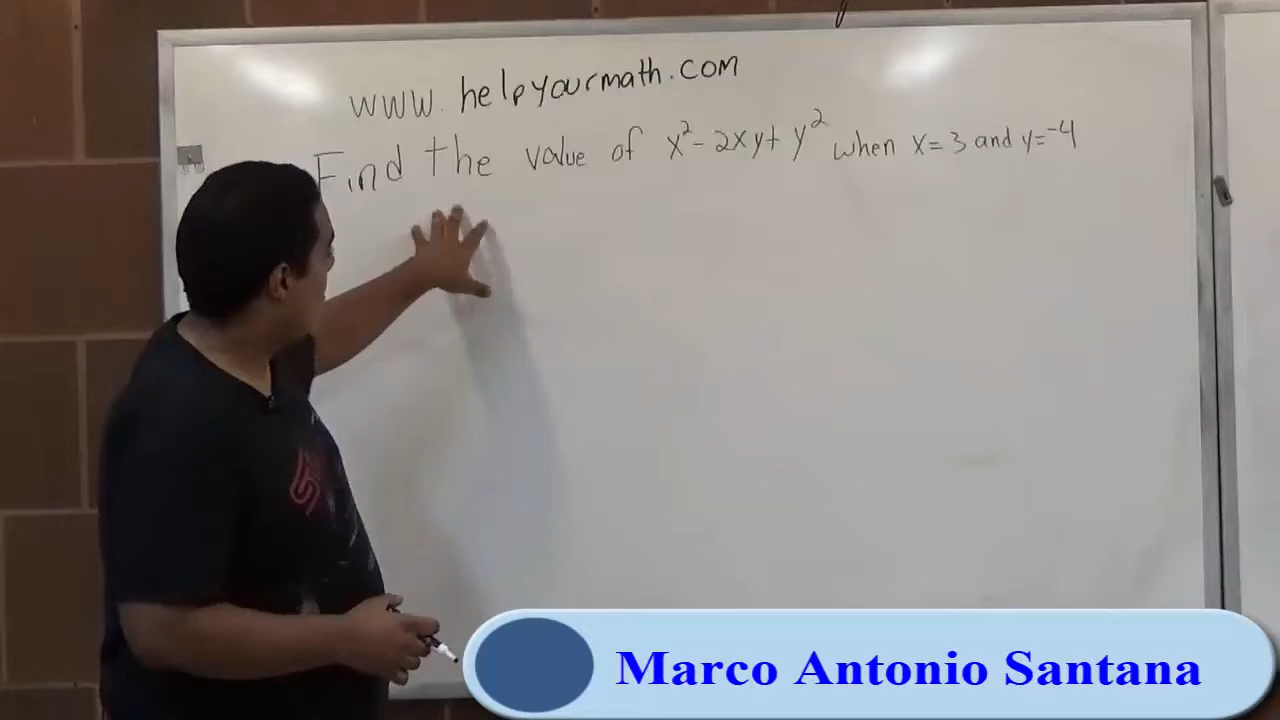 www.helpyourmath.com
Find the value of x² - 2xy + y² when x = 3 and y = ⁻4
Marco Antonio Santana